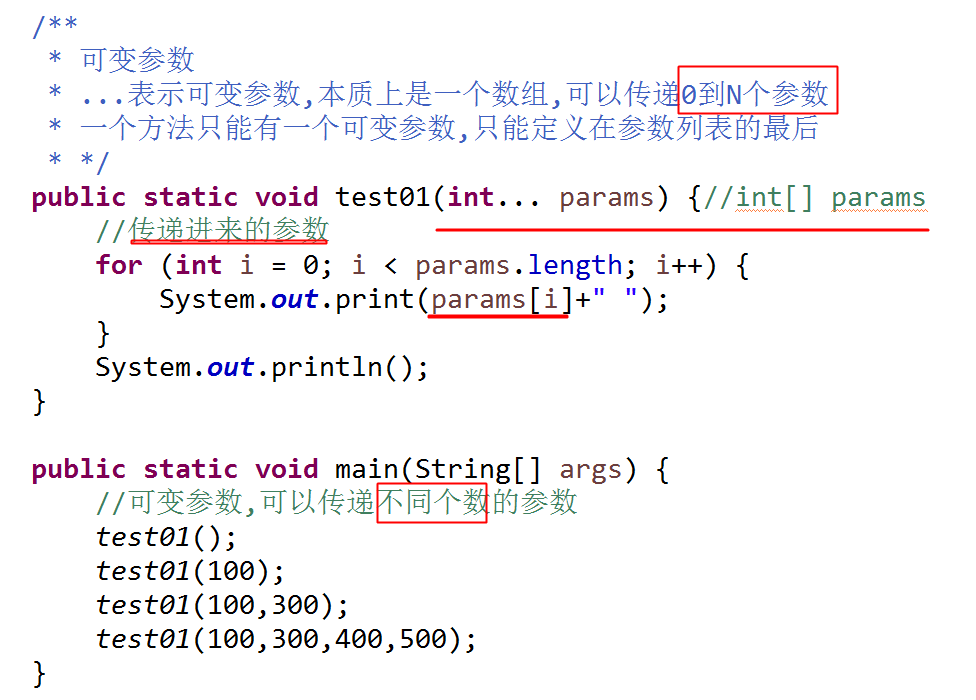 /**
 * 可变参数
 * ...表示可变参数,本质上是一个数组,可以传递0到N个参数
 * 一个方法只能有一个可变参数,只能定义在参数列表的最后
 * */
public static void test01(int... params) {//int[] params
    //传递进来的参数
    for (int i = 0; i < params.length; i++) {
        System.out.print(params[i]+" ");
    }
    System.out.println();
}
public static void main(String[] args) {
    //可变参数,可以传递不同个数的参数
    test01();
    test01(100);
    test01(100,300);
    test01(100,300,400,500);
}